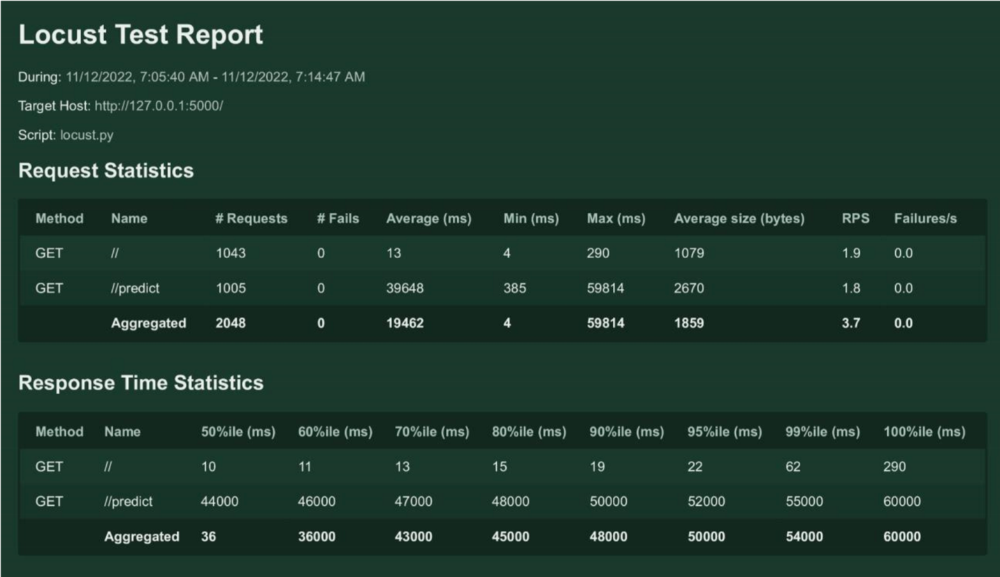 Locust Test Report
During: 11/12/2022, 7:05:40 AM - 11/12/2022, 7:14:47 AM
Target Host: http://127.0.0.1:5000/
Script: locust.py
Request Statistics
Method Name # Requests # Fails Average (ms) Min (ms) Max (ms) Average size (bytes) RPS Failures/s
GET // 1043 0 13 4 290 1079 1.9 0.0
GET //predict 1005 0 39648 385 59814 2670 1.8 0.0
Aggregated 2048 0 19462 4 59814 1859 3.7 0.0
Response Time Statistics
Method Name 50%ile (ms) 60%ile (ms) 70%ile (ms) 80%ile (ms) 90%ile (ms) 95%ile (ms) 99%ile (ms) 100%ile (ms)
GET // 10 11 13 15 19 22 62 290
GET //predict 44000 46000 47000 48000 50000 52000 55000 60000
Aggregated 36 36000 43000 45000 48000 50000 54000 60000